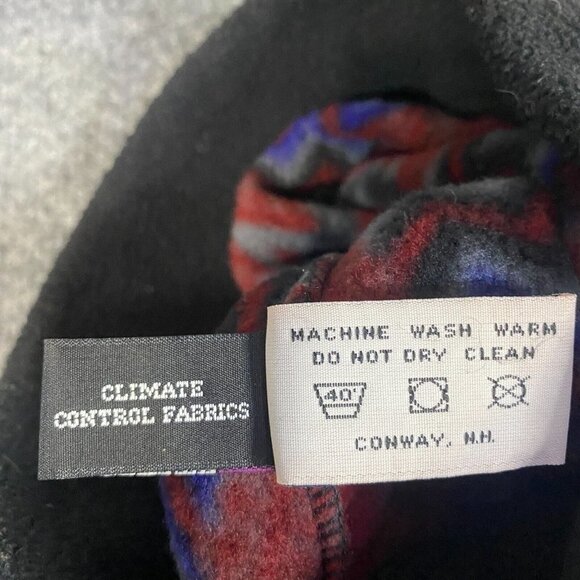 CLIMATE
CONTROL FABRICS
MACHINE WASH WARM
DO NOT DRY CLEAN
40°
CONWAY, N.H.